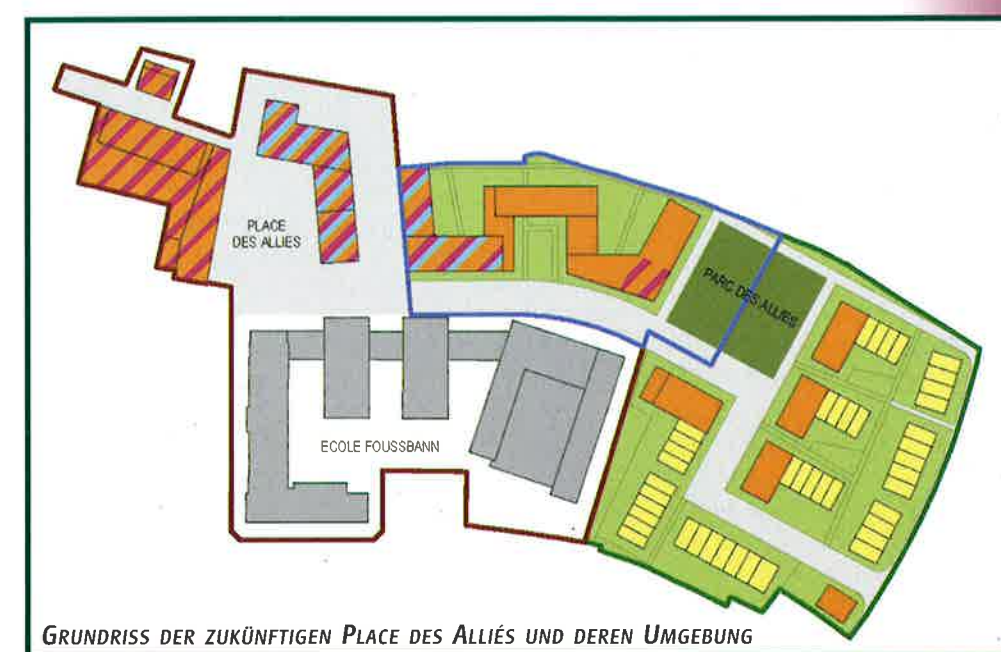 PLACE
DES ALLIES
PARC DES ALLIES
ECOLE FOUSSBANN
GRUNDRISS DER ZUKÜNFTIGEN PLACE DES ALLIÉS UND DEREN UMGEBUNG